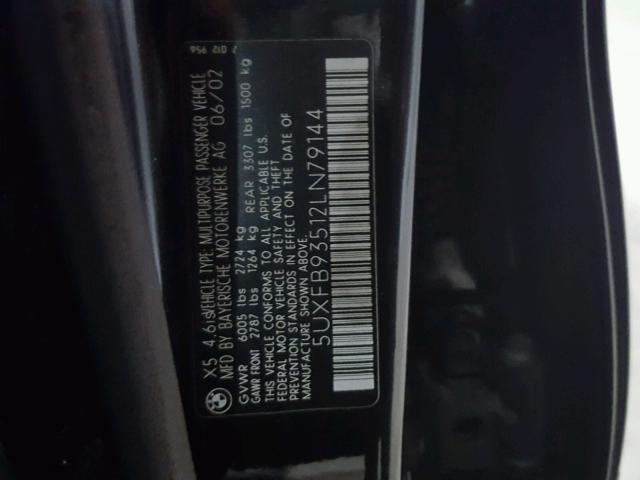 7 012 956
X5 4.6is VEHICLE TYPE: MULTIPURPOSE PASSENGER VEHICLE
MFD BY BAYERISCHE MOTORENWERKE AG 06/02
GVWR 6005 lbs 2724 kg
GAWR FRONT 2787 lbs 1264 kg REAR 3307 lbs 1500 kg
THIS VEHICLE CONFORMS TO ALL APPLICABLE U.S.
FEDERAL MOTOR VEHICLE SAFETY AND THEFT
PREVENTION STANDARDS IN EFFECT ON THE DATE OF
MANUFACTURE SHOWN ABOVE.
5UXFB93512LN79144